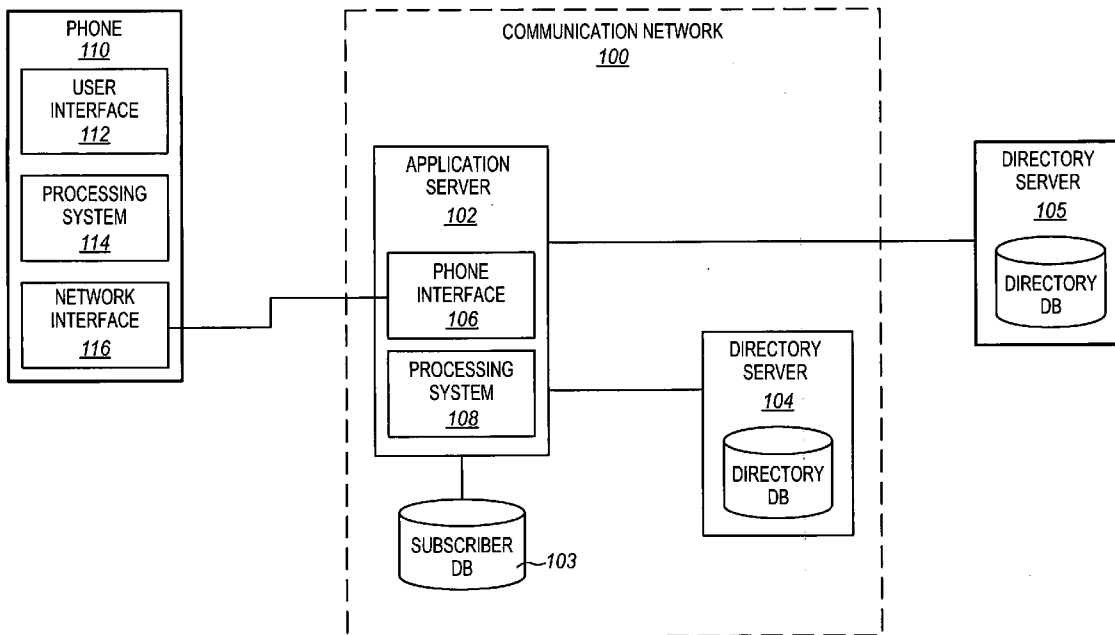 PHONE
110
USER
INTERFACE
112
PROCESSING
SYSTEM
114
NETWORK
INTERFACE
116
COMMUNICATION NETWORK
100
APPLICATION
SERVER
102
PHONE
INTERFACE
106
PROCESSING
SYSTEM
108
SUBSCRIBER
DB
103
DIRECTORY
SERVER
104
DIRECTORY
DB
DIRECTORY
SERVER
105
DIRECTORY
DB